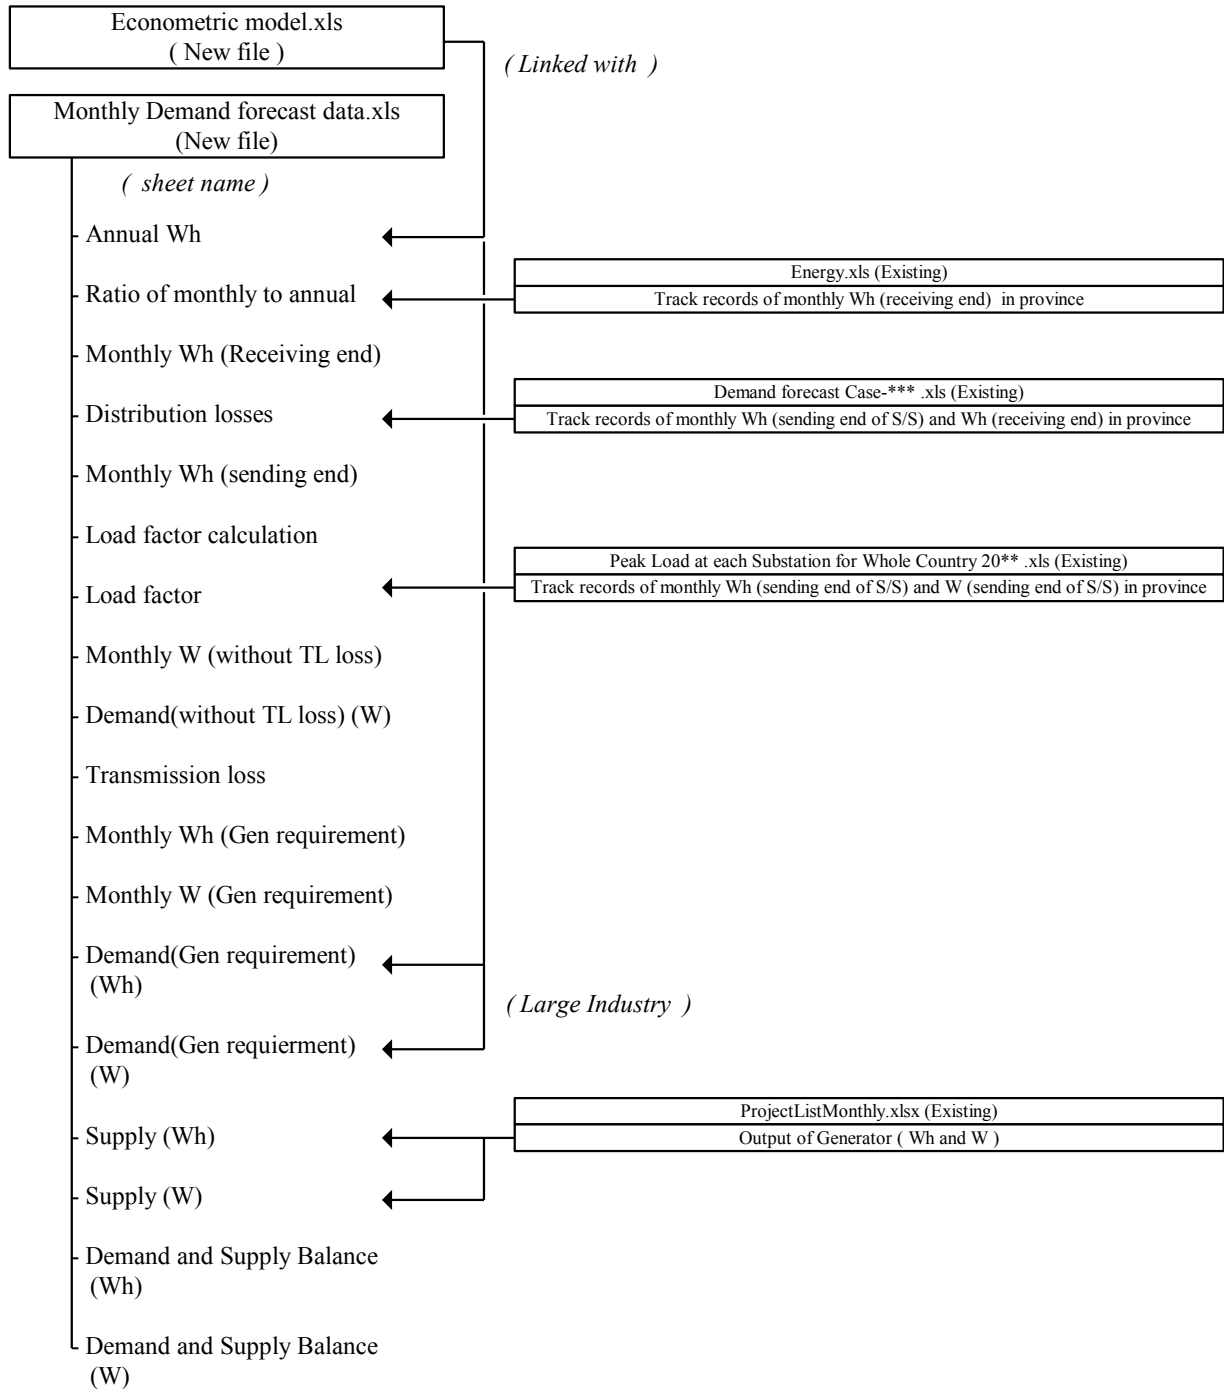 Econometric model.xls
( New file )
( Linked with )
Monthly Demand forecast data.xls
(New file)
( sheet name )
Annual Wh
Energy.xls (Existing)
Ratio of monthly to annual
Track records of monthly Wh (receiving end) in province
Monthly Wh (Receiving end)
Demand forecast Case-*** .xls (Existing)
Distribution losses
Track records of monthly Wh (sending end of S/S) and Wh (receiving end) in province
Monthly Wh (sending end)
Load factor calculation
Peak Load at each Substation for Whole Country 20** .xls (Existing)
Load factor
Track records of monthly Wh (sending end of S/S) and W (sending end of S/S) in province
Monthly W (without TL loss)
Demand(without TL loss) (W)
Transmission loss
Monthly Wh (Gen requirement)
Monthly W (Gen requirement)
Demand(Gen requirement)
(Wh)
( Large Industry )
Demand(Gen requierment)
(W)
ProjectListMonthly.xlsx (Existing)
Supply (Wh)
Output of Generator ( Wh and W )
Supply (W)
Demand and Supply Balance
(Wh)
Demand and Supply Balance
(W)